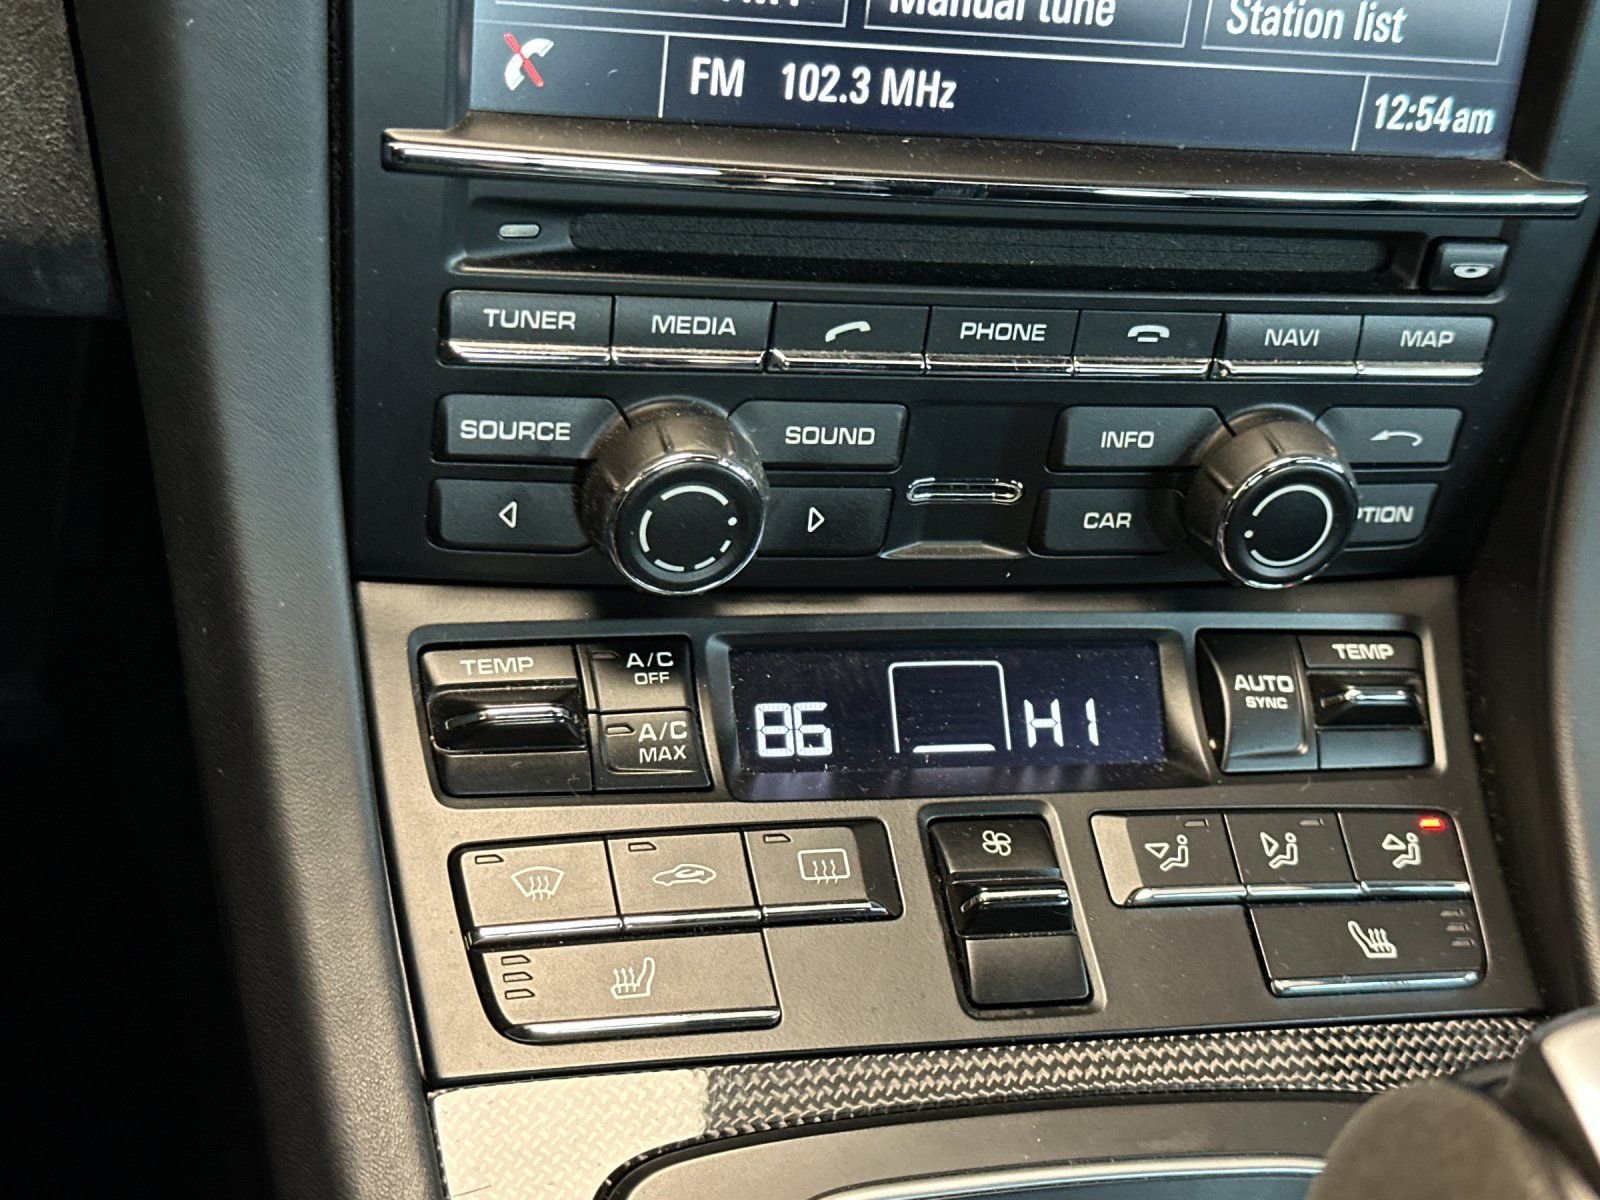 Manual tune
Station list
FM 102.3 MHz
12:54am
TUNER
MEDIA
PHONE
NAVI
MAP
SOURCE
SOUND
INFO
CAR
TEMP
A/C
OFF
A/C
MAX
86
HI
AUTO
SYNC
TEMP